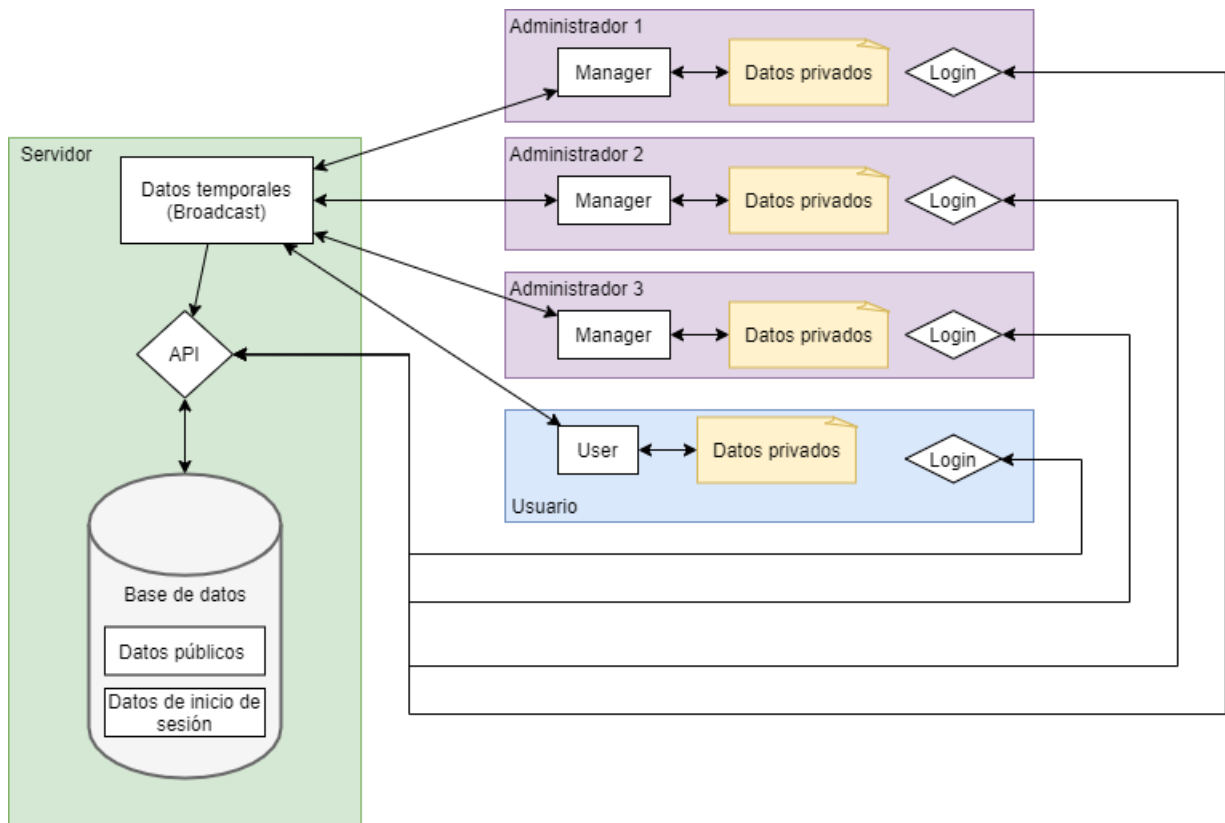 Administrador 1
Manager
Datos privados
Login
Servidor
Datos temporales
(Broadcast)
Administrador 2
Manager
Datos privados
Login
Administrador 3
Manager
Datos privados
Login
API
User
Datos privados
Login
Usuario
Base de datos
Datos públicos
Datos de inicio de
sesión